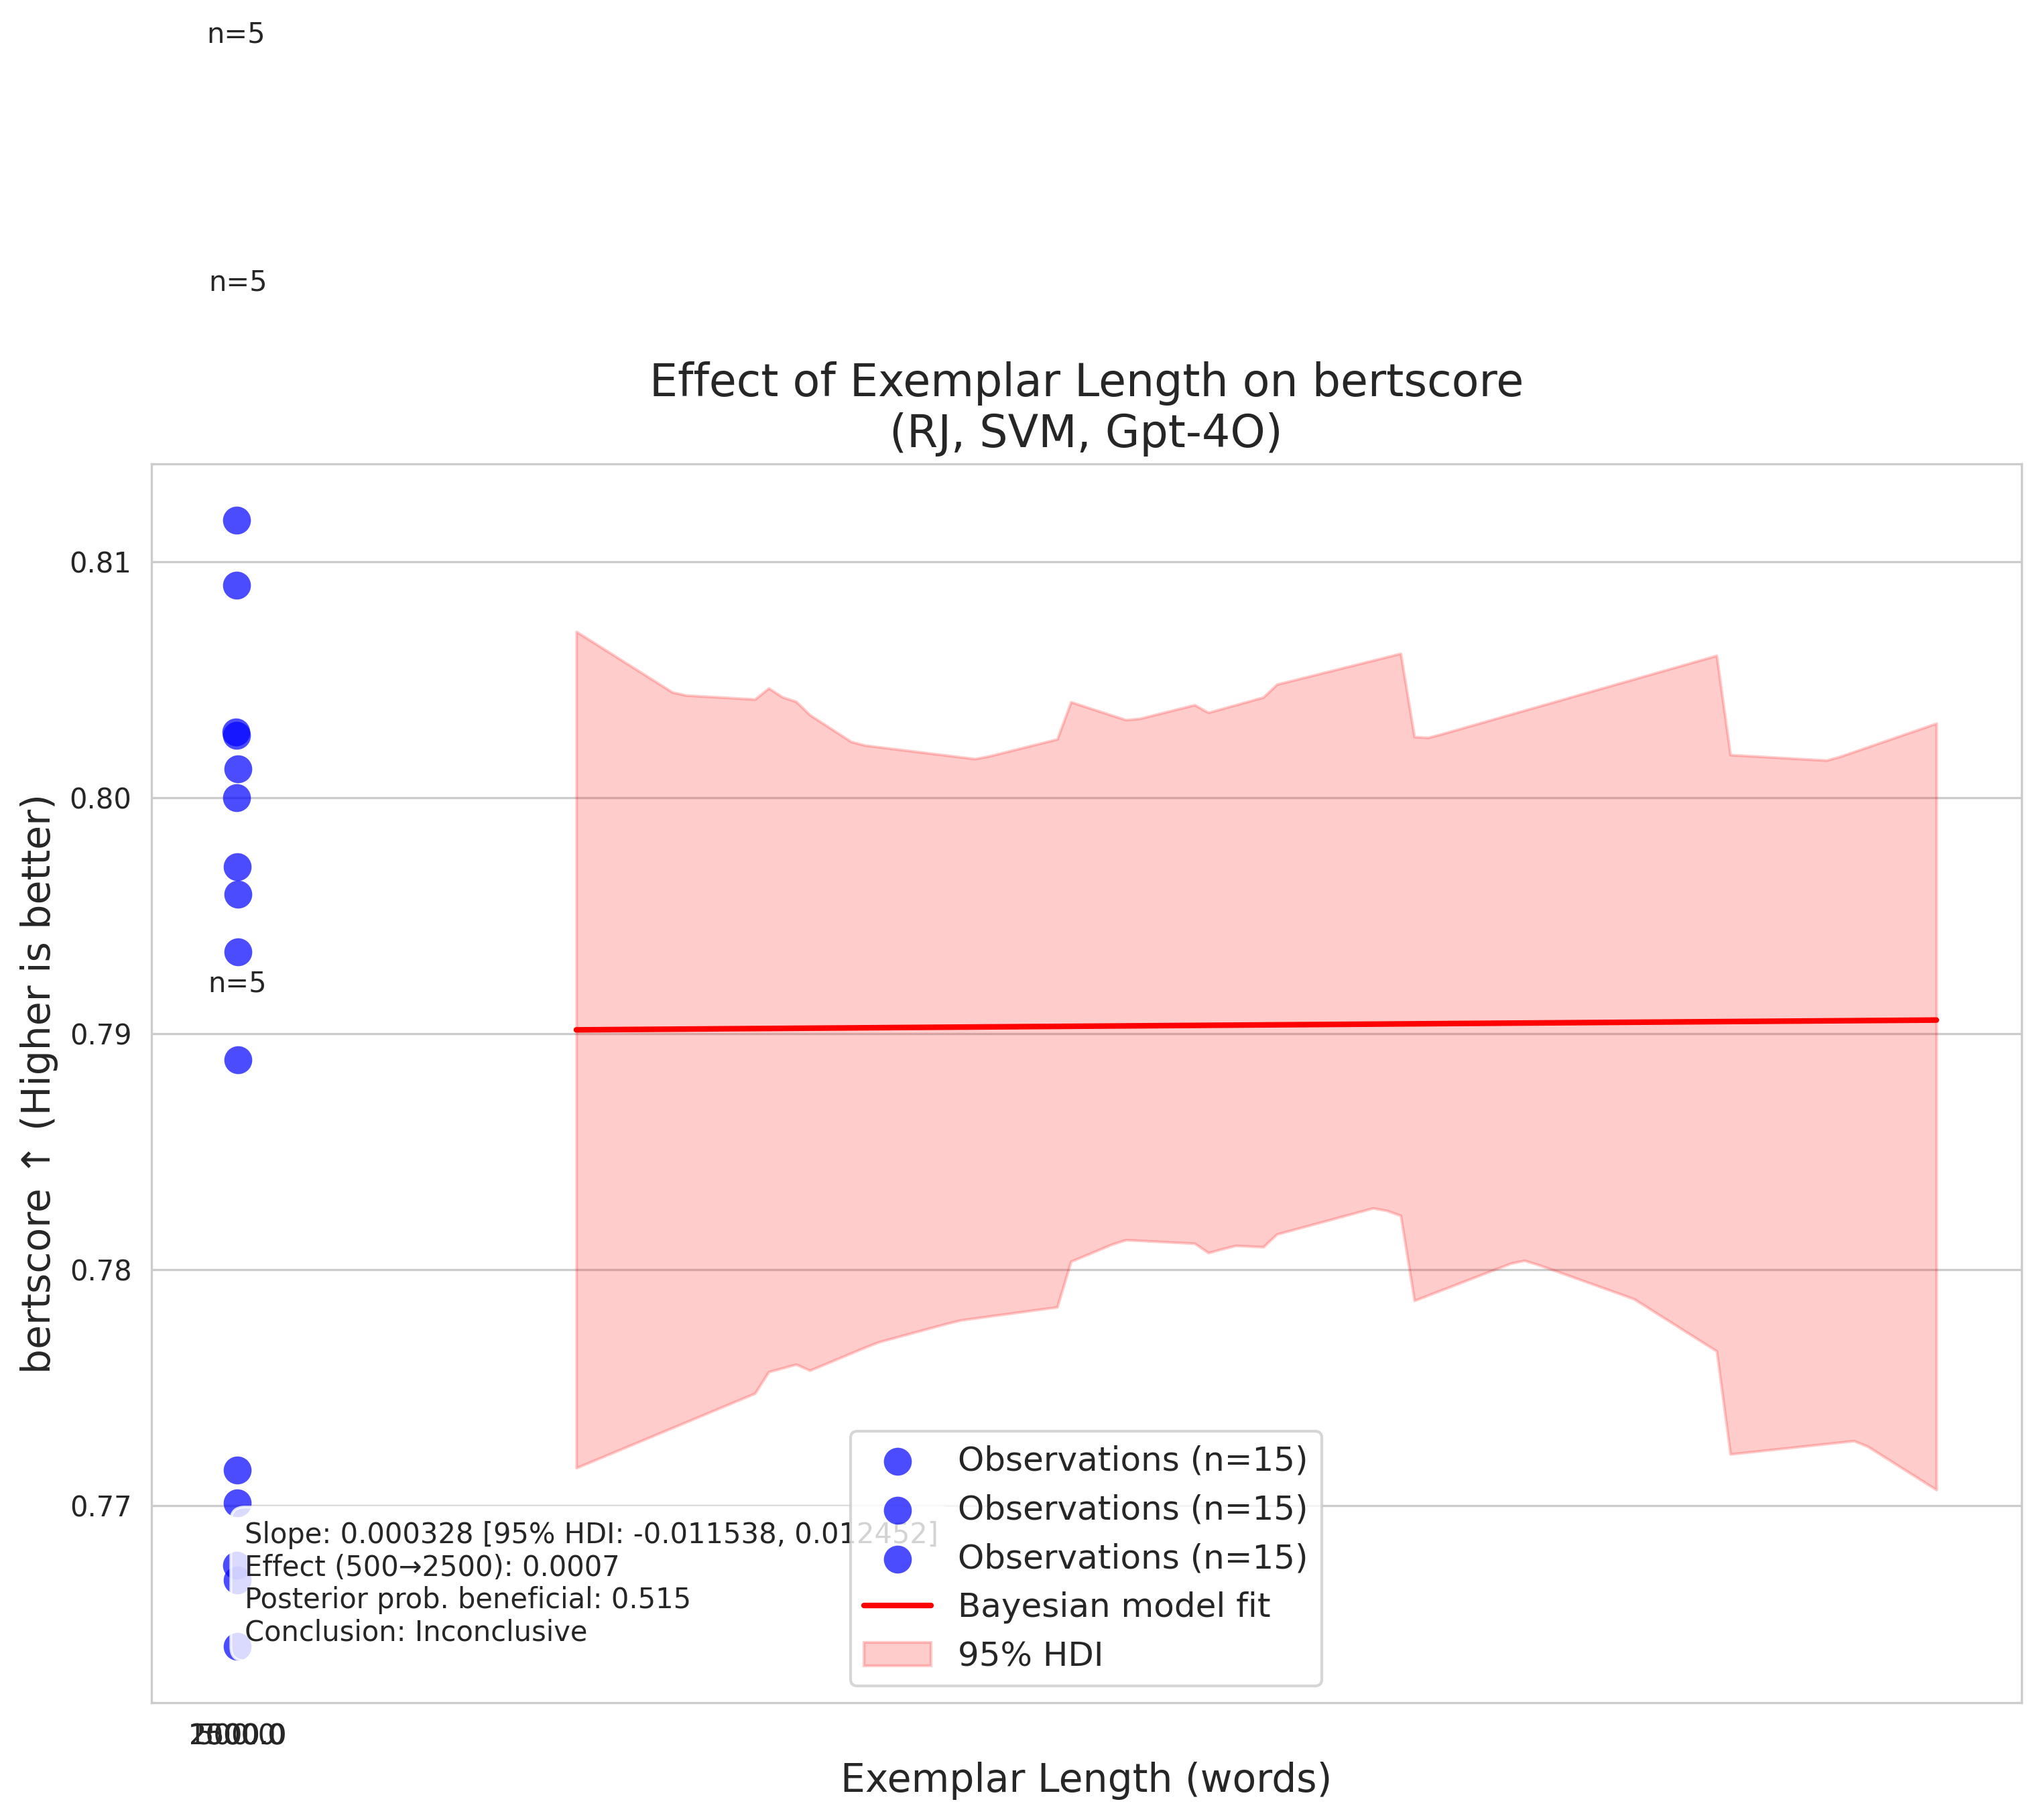 n=5
n=5
Effect of Exemplar Length on bertscore
(RJ, SVM, Gpt-4O)
0.81
0.80
0.79
0.78
0.77
n=5
bertscore ↑ (Higher is better)
Slope: 0.000328 [95% HDI: -0.011538, 0.012452]
Effect (500→2500): 0.0007
Posterior prob. beneficial: 0.515
Conclusion: Inconclusive
Observations (n=15)
Observations (n=15)
Observations (n=15)
Bayesian model fit
95% HDI
Exemplar Length (words)